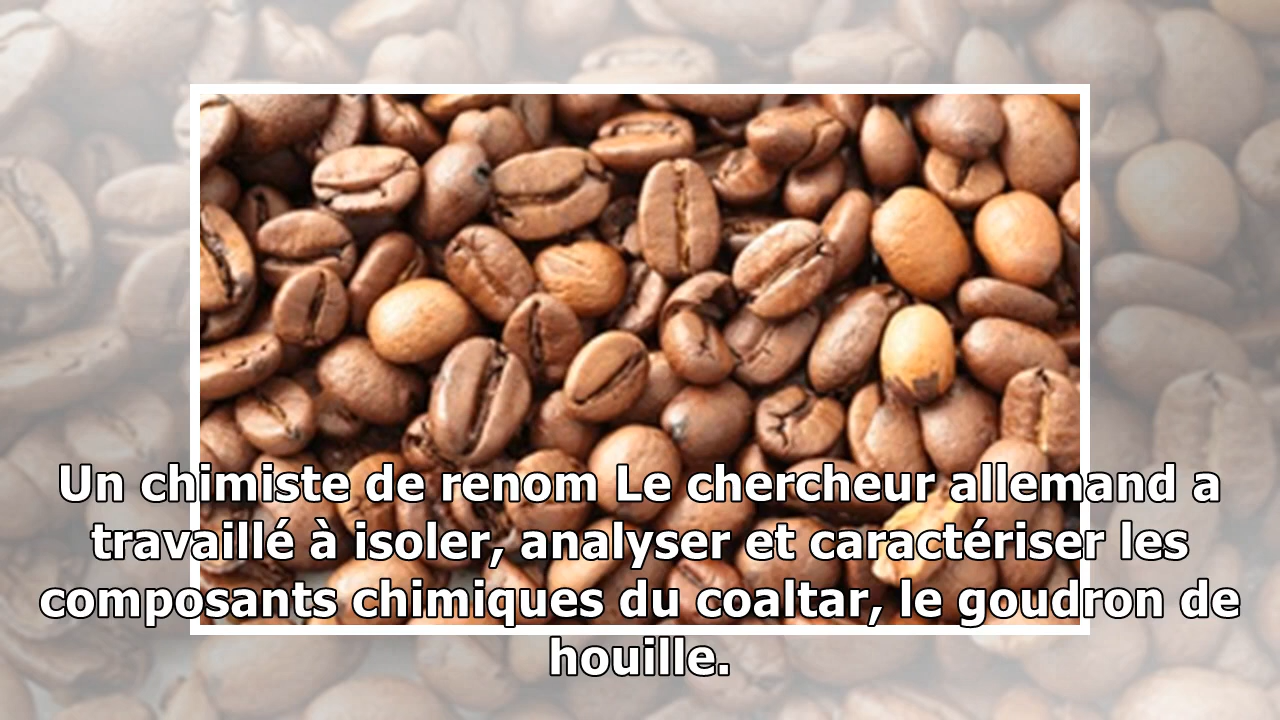 Un chimiste de renom Le chercheur allemand a
travaillé à isoler, analyser et caractériser les
composants chimiques du coaltar, le goudron de
houille.